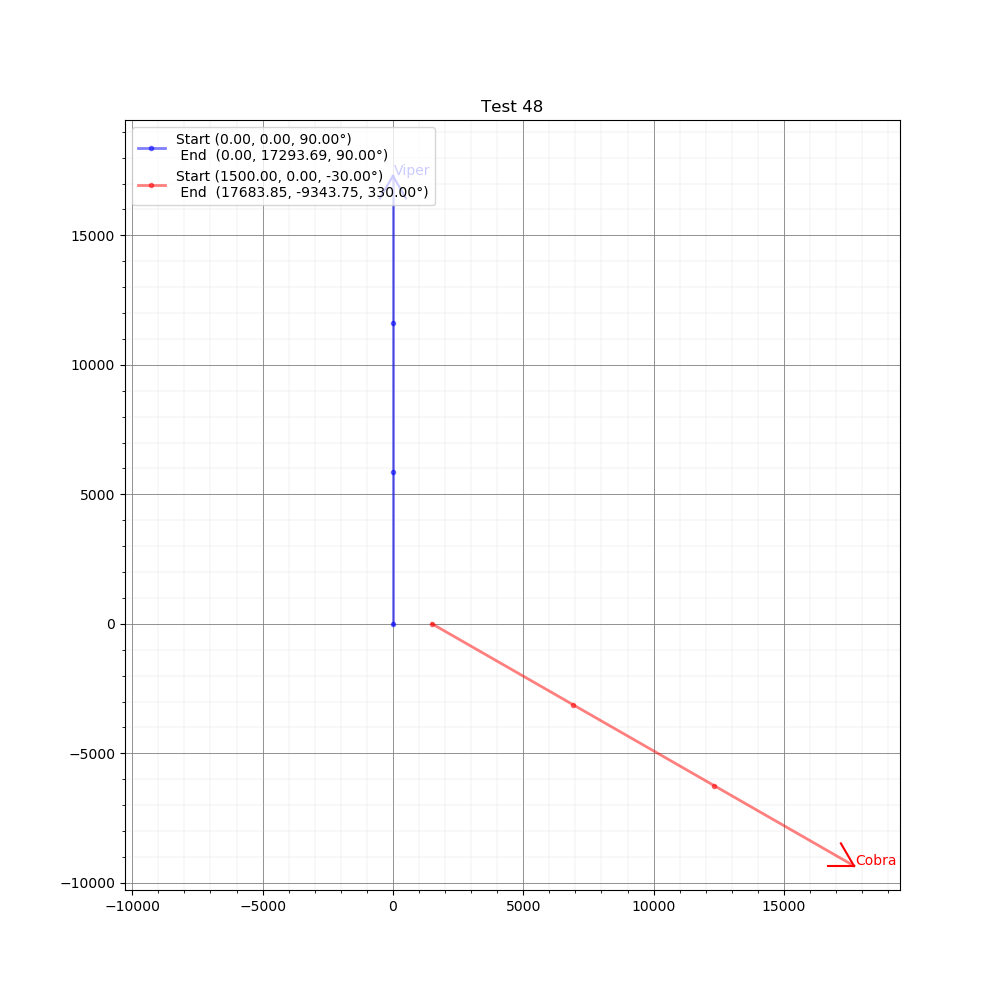 Test 48
Start (0.00, 0.00, 90.00°)
End  (0.00, 17293.69, 90.00°)
Start (1500.00, 0.00, -30.00°)
End  (17683.85, -9343.75, 330.00°)
Viper
15000
10000
5000
0
−5000
−10000
Cobra
−10000
−5000
0
5000
10000
15000